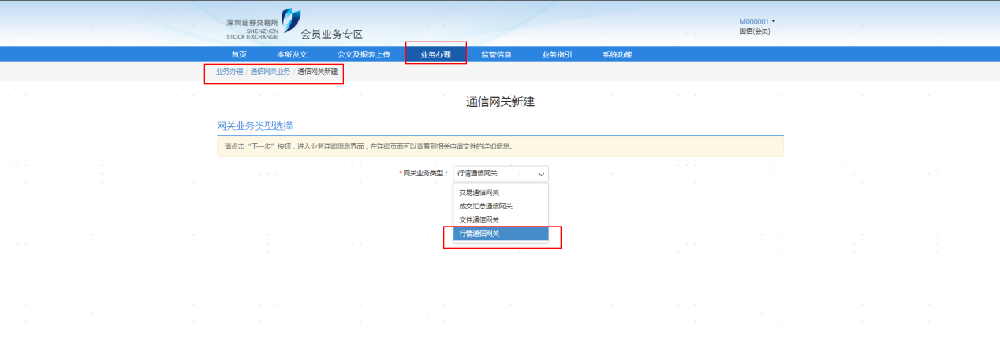 深圳证券交易所
SHENZHEN
STOCK EXCHANGE
会员业务专区
M000001
国信(会员)
首页 本所发文 公文及报表上传 业务办理 监管信息 业务指引 系统功能
业务办理 / 通信网关业务 / 通信网关新建
通信网关新建
网关业务类型选择
请点击“下一步”按钮，进入业务详细信息界面，在详细页面可以查看到相关申请文件的详细信息。
*网关业务类型： 行情通信网关
交易通信网关
成交汇总通信网关
文件通信网关
行情通信网关